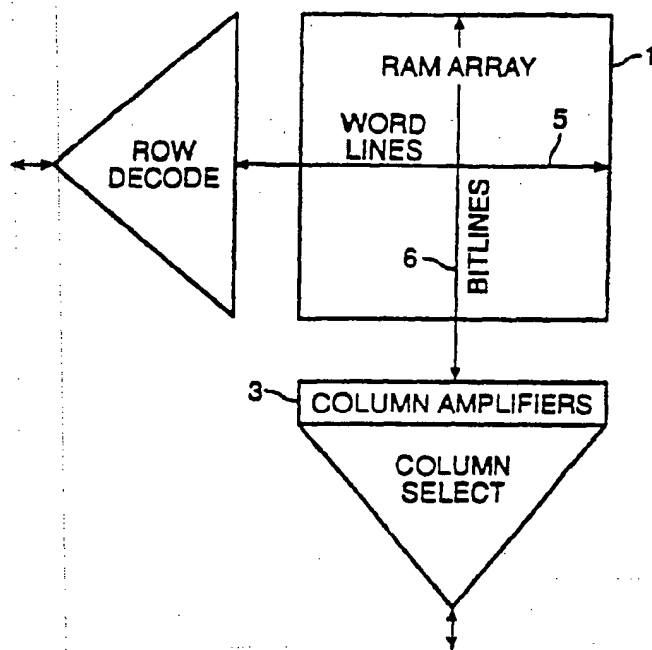 RAM ARRAY
1
WORD
LINES
5
ROW
DECODE
6
BITLINES
3
COLUMN AMPLIFIERS
COLUMN
SELECT